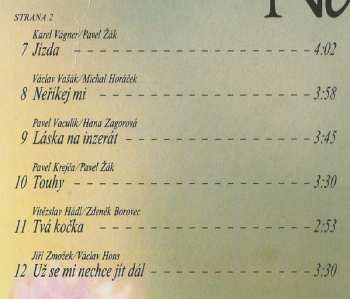 STRANA 2
Karel Vágner/Pavel Žák
7 Jízda 4:02
Václav Vašák/Michal Horáček
8 Neříkej mi 3:58
Pavel Vaculík/Hana Zagorová
9 Láska na inzerát 3:45
Pavel Krejča/Pavel Žák
10 Touhy 3:30
Vítězslav Hádl/Zdeněk Borovec
11 Tvá kočka 2:53
Jiří Zmožek/Václav Hons
12 Už se mi nechce jít dál 3:30